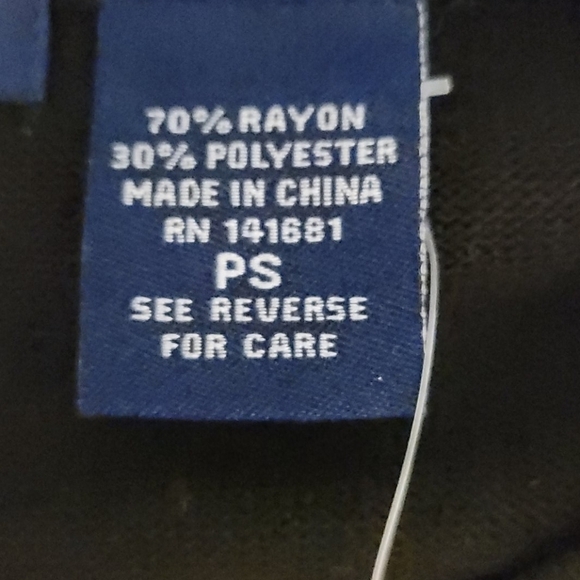 70% RAYON
30% POLYESTER
MADE IN CHINA
RN 141681
PS
SEE REVERSE
FOR CARE